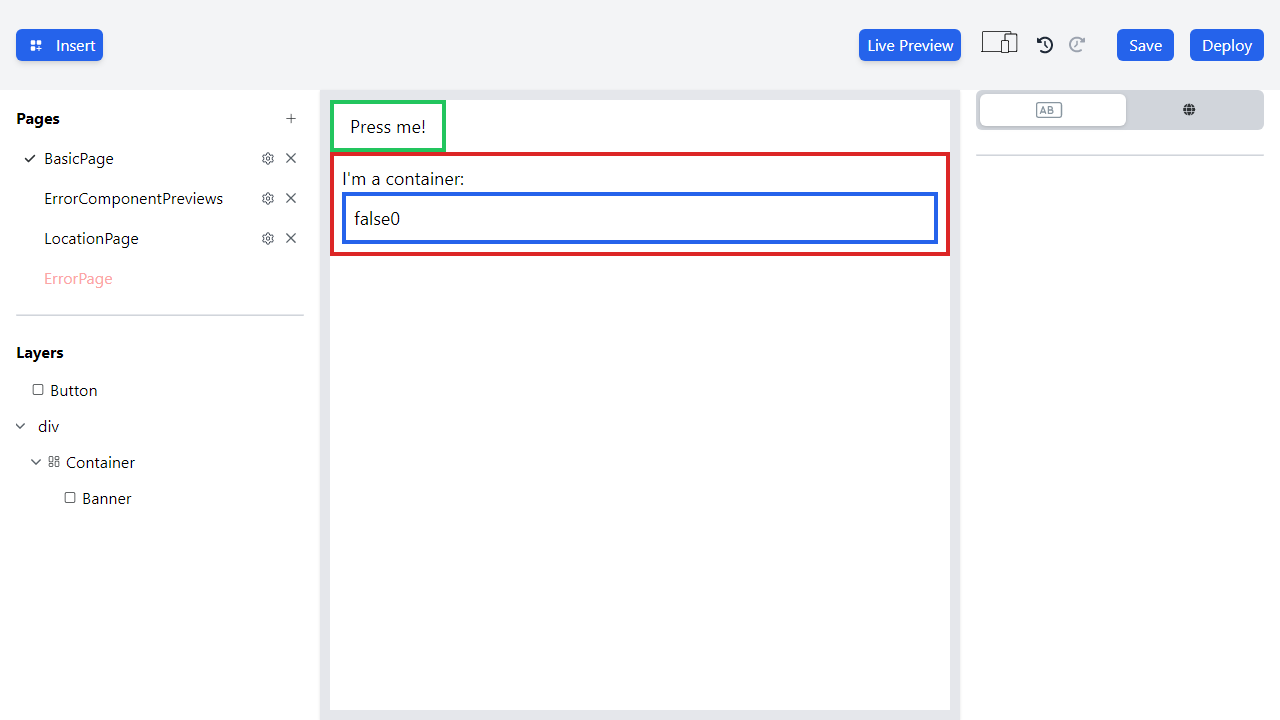 Insert
Live Preview
Save
Deploy
Pages
BasicPage
ErrorComponentPreviews
LocationPage
ErrorPage
Layers
Button
div
Container
Banner
Press me!
I'm a container:
false0
AB